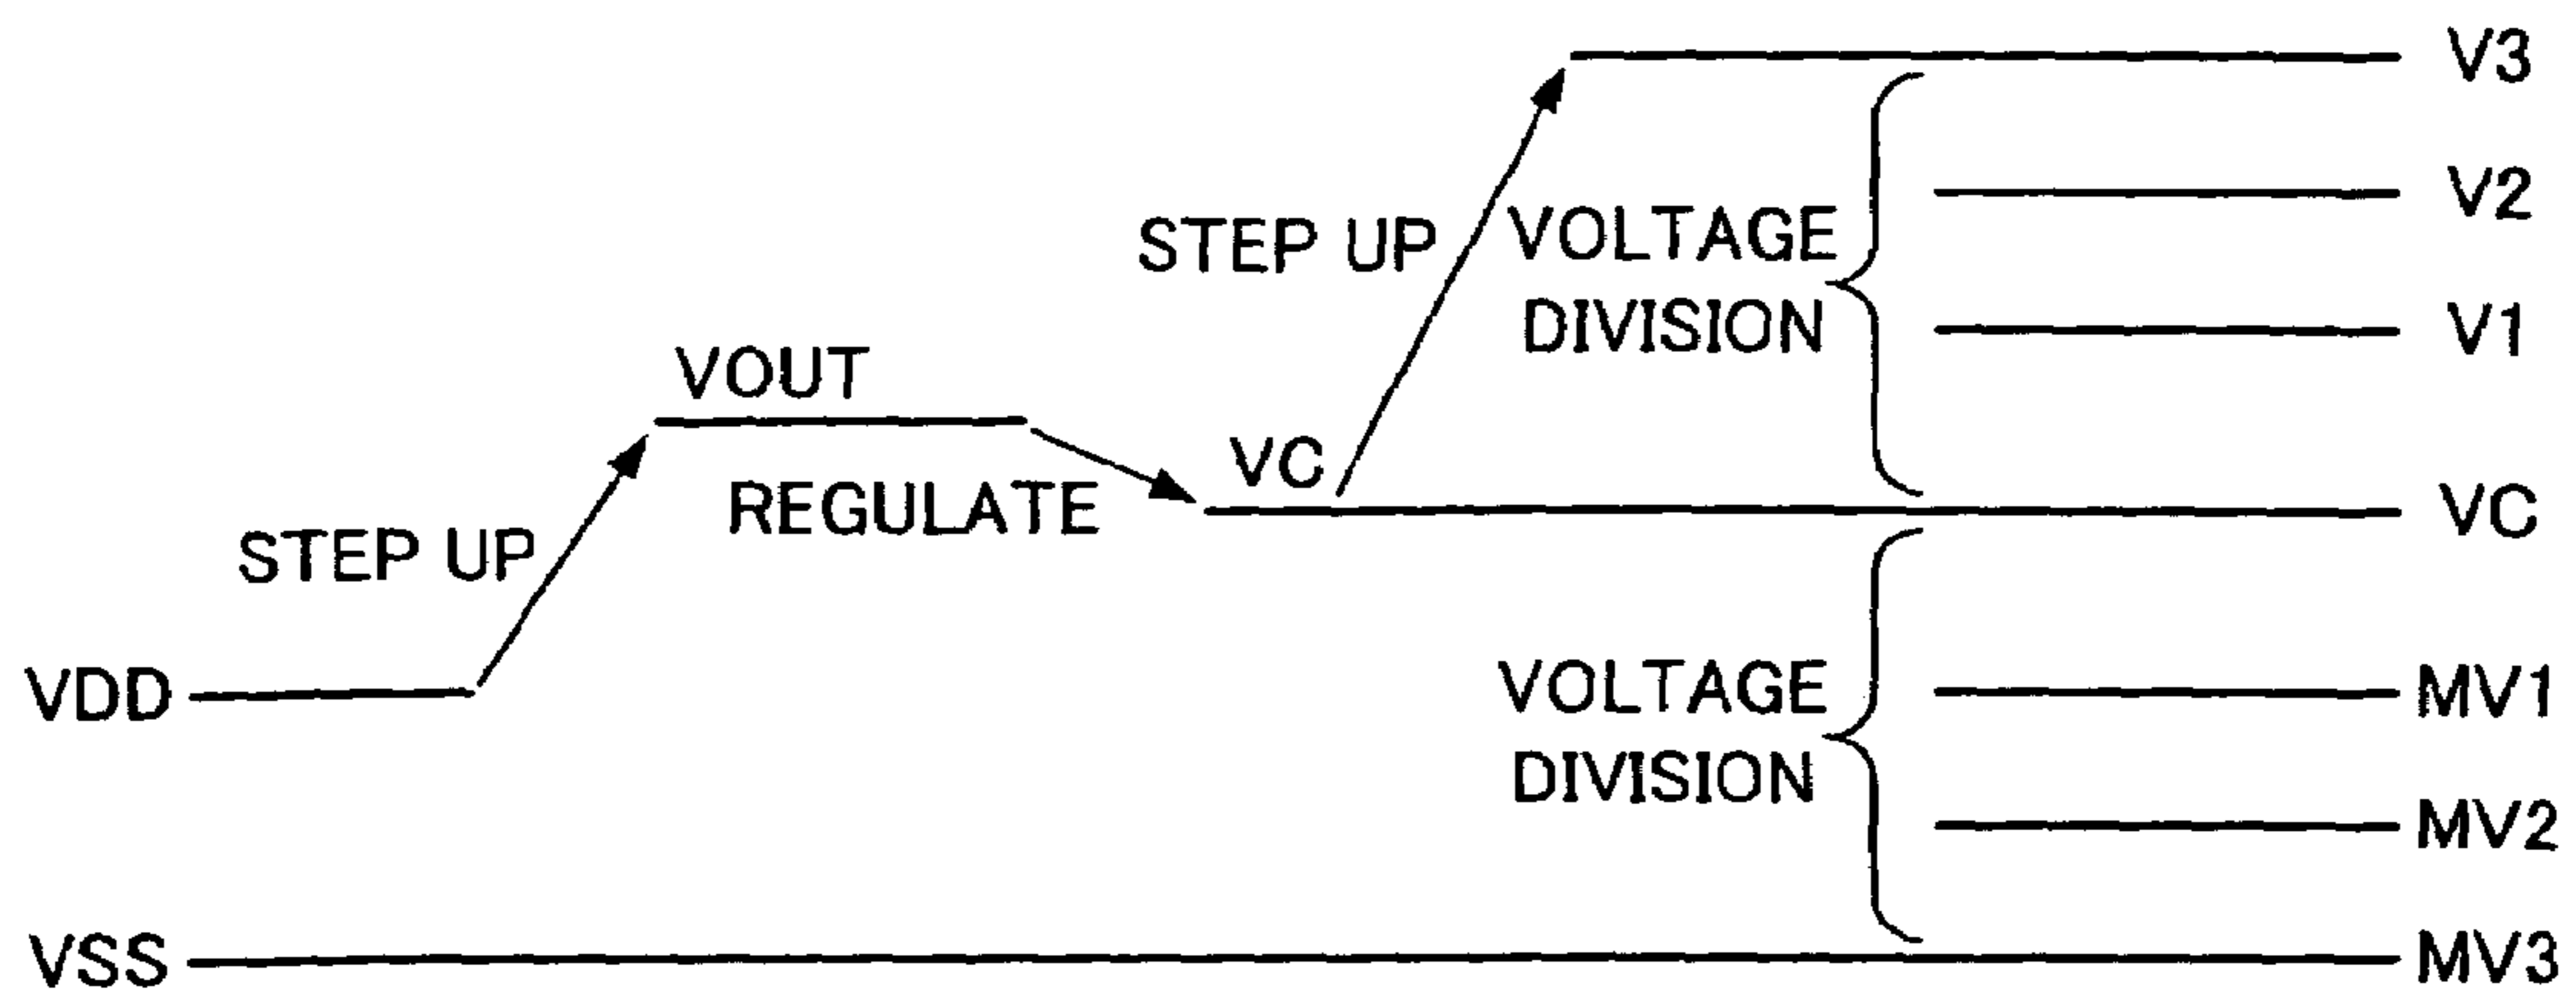 V3
V2
STEP UP
VOLTAGE
DIVISION
V1
VOUT
VC
REGULATE
VC
STEP UP
VDD
VOLTAGE
DIVISION
MV1
MV2
VSS
MV3